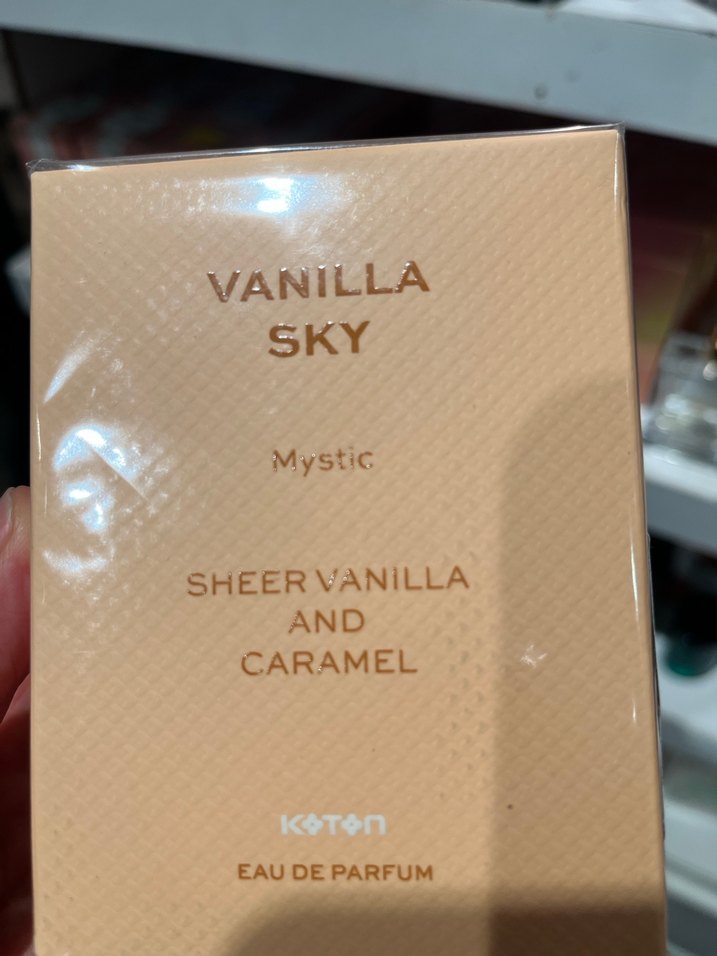 VANILLA
SKY
Mystic
SHEER VANILLA
AND
CARAMEL
KOTON
EAU DE PARFUM